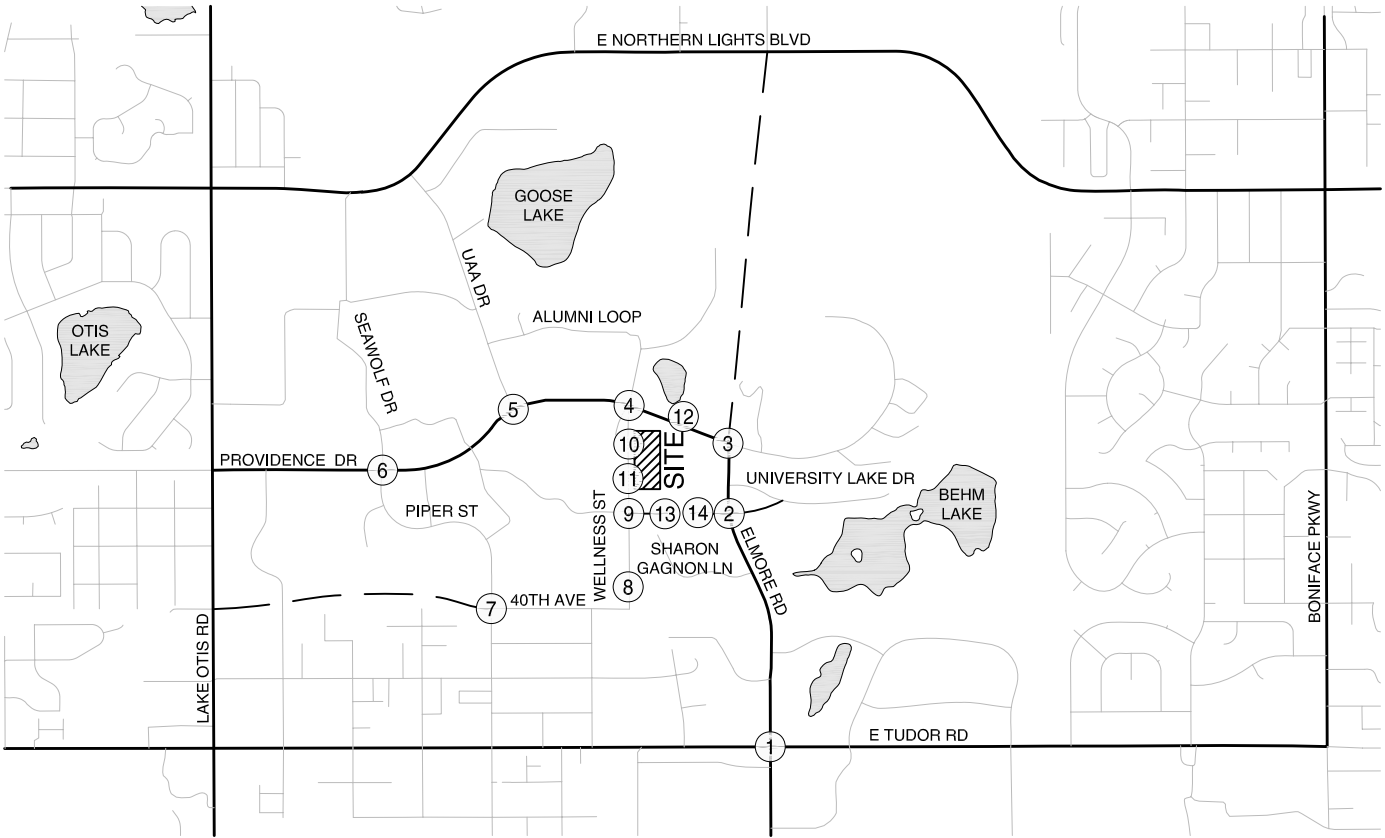 E NORTHERN LIGHTS BLVD
GOOSE
LAKE
UAA DR
OTIS
LAKE
SEAWOLF DR
ALUMNI LOOP
5
4
12
3
10
SITE
PROVIDENCE DR
6
11
UNIVERSITY LAKE DR
BEHM
LAKE
PIPER ST
WELLNESS ST
9
13
14
2
SHARON
GAGNON LN
ELMORE RD
8
7
40TH AVE
BONIFACE PKWY
LAKE OTIS RD
E TUDOR RD
1